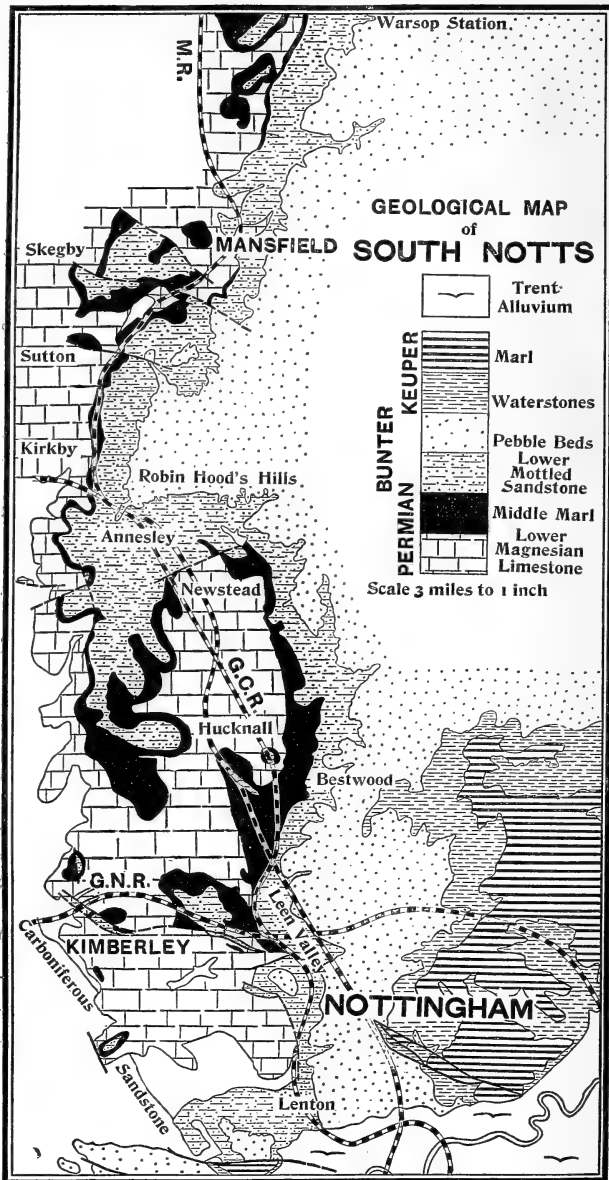 Warsop Station.
M.R.
GEOLOGICAL MAP
of
SOUTH NOTTS
Skegby
MANSFIELD
Trent
Alluvium
Sutton
KEUPER
Marl
Waterstones
Kirkby
BUNTER
Pebble Beds
Lower
Mottled
Sandstone
Robin Hood's Hills
PERMIAN
Middle Marl
Annesley
Lower
Magnesian
Limestone
Newstead
Scale 3 miles to 1 inch
G.C.R.
Hucknall
Bestwood
G.N.R.
Leen Valley
Carboniferous
KIMBERLEY
NOTTINGHAM
Sandstone
Lenton